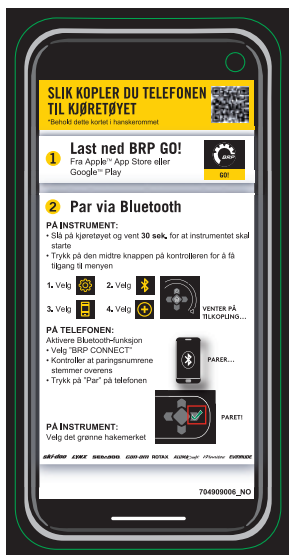 SLIK KOPLER DU TELEFONEN
TIL KJØRETØYET
*Behold dette kortet i hanskerommet
1 Last ned BRP GO!
Fra Apple™ App Store eller
Google™ Play
BRP
GO!
2 Par via Bluetooth
PÅ INSTRUMENT:
• Slå på kjøretøyet og vent 30 sek. for at instrumentet skal
starte
• Trykk på den midtre knappen på kontrolleren for å få
tilgang til menyen
1. Velg
2. Velg
3. Velg
4. Velg
VENTER PÅ
TILKOPLING...
PÅ TELEFONEN:
Aktivere Bluetooth-funksjon
• Velg "BRP CONNECT"
• Kontroller at paringsnumrene
stemmer overens
• Trykk på "Par" på telefonen
PARER...
PARET!
PÅ INSTRUMENT:
Velg det grønne hakemerket
ski-doo LYNX SEA-DOO can-am ROTAX ALUMACRAFT Manitou EVINRUDE
704909006_NO